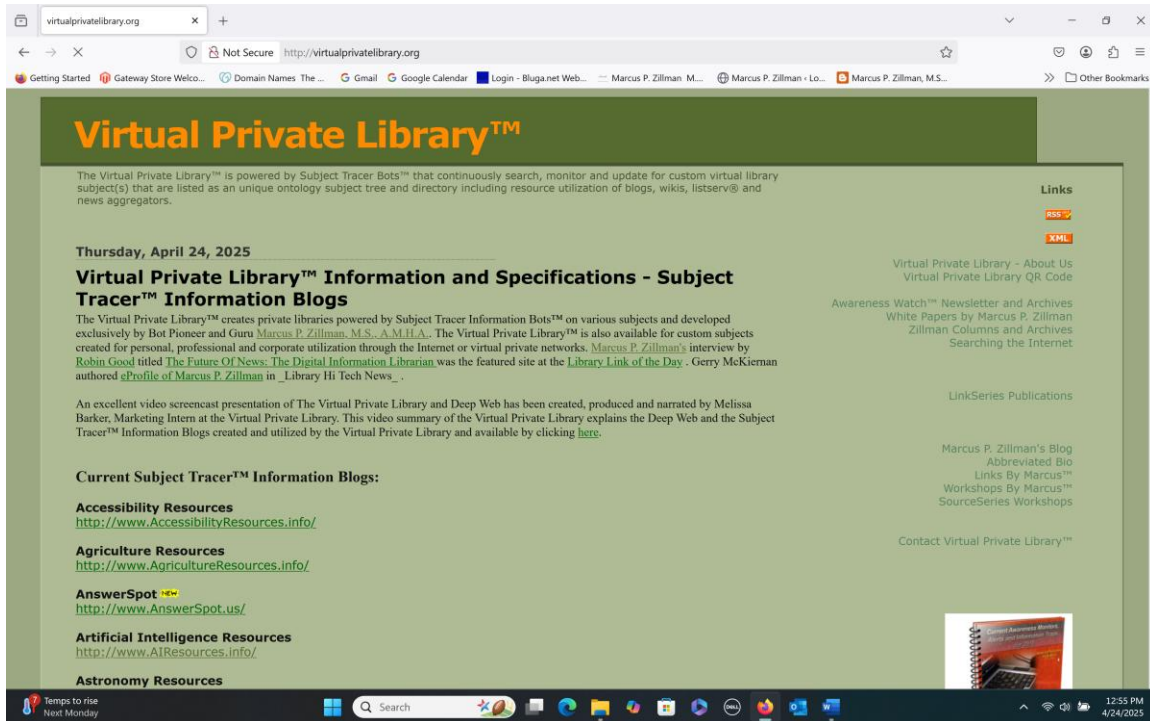 virtualprivatelibrary.org
Not Secure http://virtualprivatelibrary.org
Getting Started Gateway Store Welco... Domain Names The ... Gmail Google Calendar Login - Bluga.net Web... Marcus P. Zillman M.... Marcus P. Zillman ‹ Lo... Marcus P. Zillman, M.S... Other Bookmarks
Virtual Private Library™
The Virtual Private Library™ is powered by Subject Tracer Bots™ that continuously search, monitor and update for custom virtual library
subject(s) that are listed as an unique ontology subject tree and directory including resource utilization of blogs, wikis, listserv® and
news aggregators.
Thursday, April 24, 2025
Virtual Private Library™ Information and Specifications - Subject
Tracer™ Information Blogs
The Virtual Private Library™ creates private libraries powered by Subject Tracer Information Bots™ on various subjects and developed
exclusively by Bot Pioneer and Guru Marcus P. Zillman, M.S., A.M.H.A.. The Virtual Private Library™ is also available for custom subjects
created for personal, professional and corporate utilization through the Internet or virtual private networks. Marcus P. Zillman's interview by
Robin Good titled The Future Of News: The Digital Information Librarian was the featured site at the Library Link of the Day . Gerry McKiernan
authored eProfile of Marcus P. Zillman in _Library Hi Tech News_ .
An excellent video screencast presentation of The Virtual Private Library and Deep Web has been created, produced and narrated by Melissa
Barker, Marketing Intern at the Virtual Private Library. This video summary of the Virtual Private Library explains the Deep Web and the Subject
Tracer™ Information Blogs created and utilized by the Virtual Private Library and available by clicking here.
Current Subject Tracer™ Information Blogs:
Accessibility Resources
http://www.AccessibilityResources.info/
Agriculture Resources
http://www.AgricultureResources.info/
AnswerSpot NEW
http://www.AnswerSpot.us/
Artificial Intelligence Resources
http://www.AIResources.info/
Astronomy Resources
Links
RSS
XML
Virtual Private Library - About Us
Virtual Private Library QR Code
Awareness Watch™ Newsletter and Archives
White Papers by Marcus P. Zillman
Zillman Columns and Archives
Searching the Internet
LinkSeries Publications
Marcus P. Zillman's Blog
Abbreviated Bio
Links By Marcus™
Workshops By Marcus™
SourceSeries Workshops
Contact Virtual Private Library™
Current Awareness Monitors
7
Temps to rise
Next Monday
Search
DELL
12:55 PM
4/24/2025